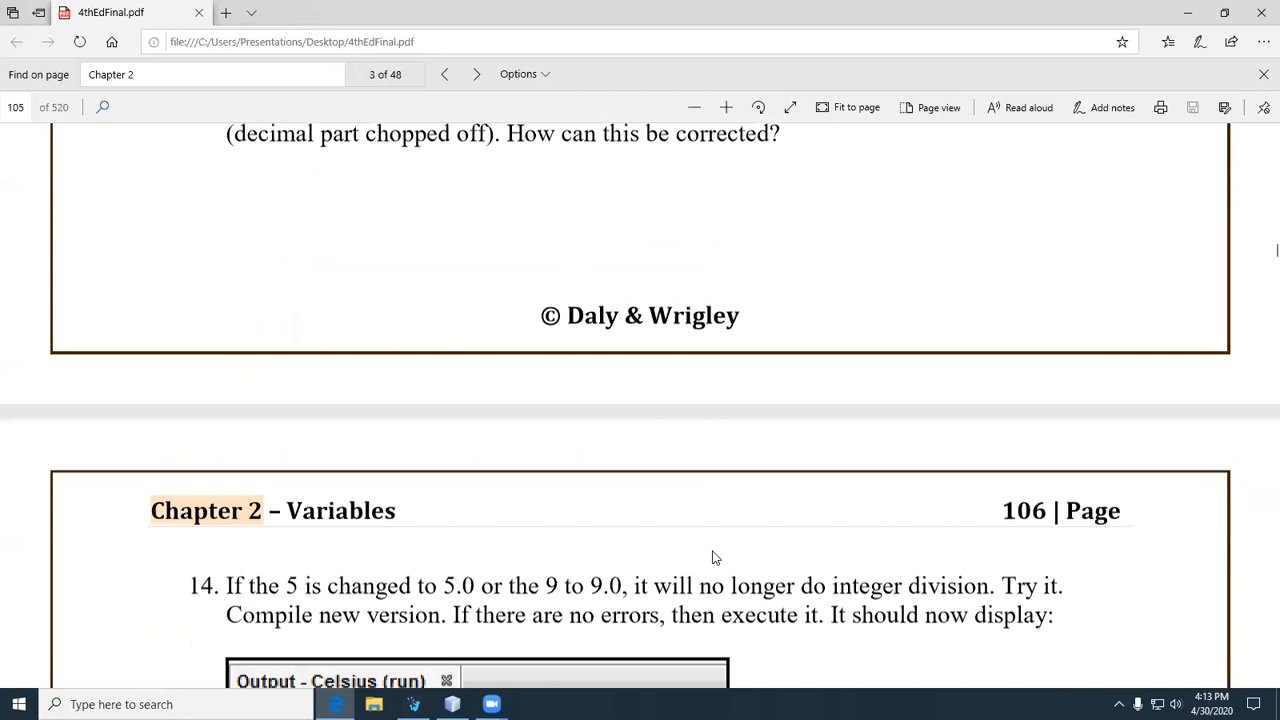 4thEdFinal.pdf
file:///C:/Users/Presentations/Desktop/4thEdFinal.pdf
Find on page
Chapter 2
3 of 48
Options
105 of 520
Fit to page
Page view
Read aloud
Add notes
(decimal part chopped off). How can this be corrected?
© Daly & Wrigley
Chapter 2 – Variables
106 | Page
14. If the 5 is changed to 5.0 or the 9 to 9.0, it will no longer do integer division. Try it.
Compile new version. If there are no errors, then execute it. It should now display:
Output - Celsius (run)
Type here to search
4:13 PM
4/30/2020